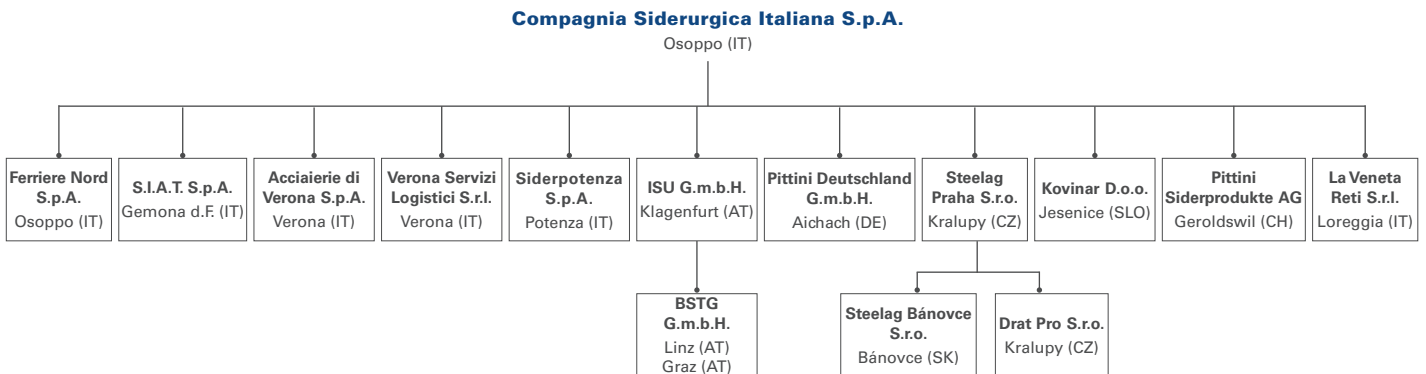 Compagnia Siderurgica Italiana S.p.A.
Osoppo (IT)
Ferriere Nord
S.p.A.
Osoppo (IT)
S.I.A.T. S.p.A.
Gemona d.F. (IT)
Acciaierie di
Verona S.p.A.
Verona (IT)
Verona Servizi
Logistici S.r.l.
Verona (IT)
Siderpotenza
S.p.A.
Potenza (IT)
ISU G.m.b.H.
Klagenfurt (AT)
Pittini Deutschland
G.m.b.H.
Aichach (DE)
Steelag
Praha S.r.o.
Kralupy (CZ)
Kovinar D.o.o.
Jesenice (SLO)
Pittini
Siderprodukte AG
Geroldswil (CH)
La Veneta
Reti S.r.l.
Loreggia (IT)
BSTG
G.m.b.H.
Linz (AT)
Graz (AT)
Steelag Bánovce
S.r.o.
Bánovce (SK)
Drat Pro S.r.o.
Kralupy (CZ)